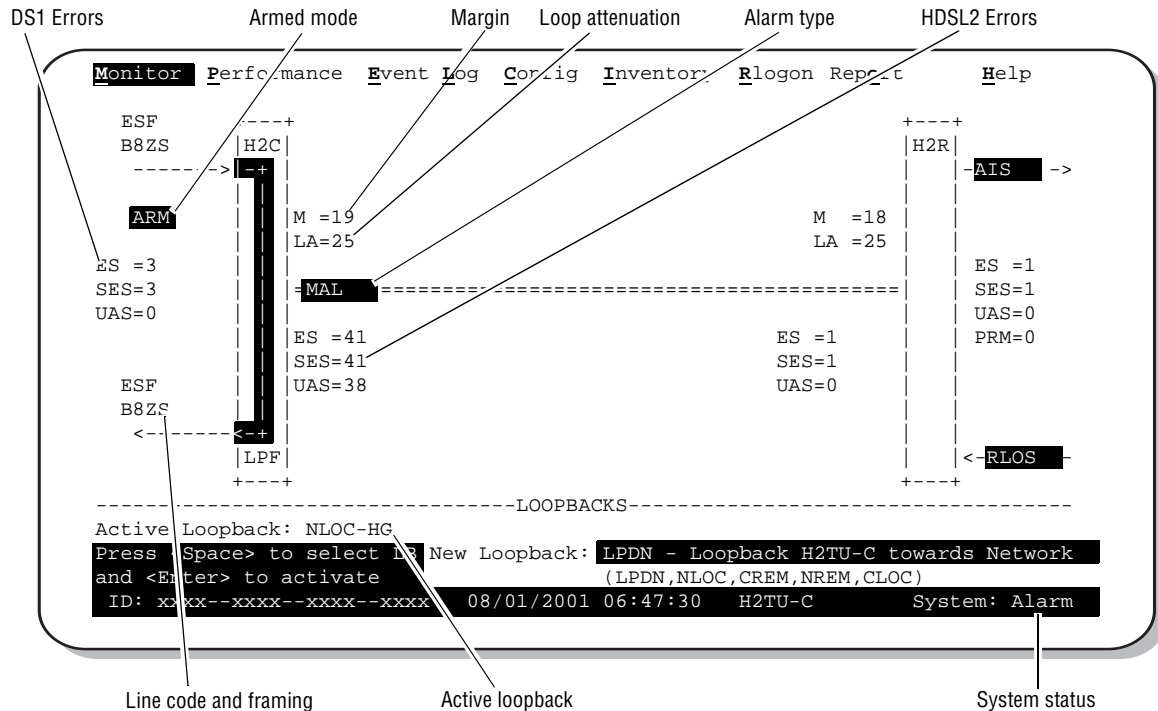 DS1 Errors Armed mode Margin Loop attenuation Alarm type HDSL2 Errors
Monitor Performance Event Log Config Inventory Rlogon Report Help
ESF +---+ +---+
B8ZS |H2C| |H2R|
------>|-+ | | |-AIS ->
ARM M =19 M =18
LA=25 LA =25
ES =3 ES =1
SES=3 =MAL ===================================== SES=1
UAS=0 UAS=0
ES =41 ES =1 PRM=0
SES=41 SES=1
ESF UAS=38 UAS=0
B8ZS
<-------<-+
|LPF| | |<-RLOS -
+---+ +---+
----------------------------------LOOPBACKS------------------------------------
Active Loopback: NLOC-HG
Press <Space> to select LB New Loopback: LPDN - Loopback H2TU-C towards Network
and <Enter> to activate (LPDN,NLOC,CREM,NREM,CLOC)
ID: xxxx--xxxx--xxxx--xxxx 08/01/2001 06:47:30 H2TU-C System: Alarm
Line code and framing Active loopback System status